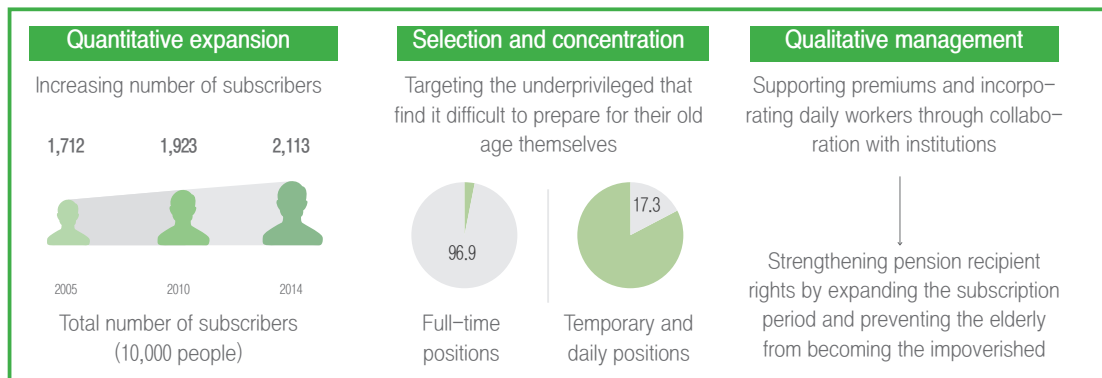 Quantitative expansion
Increasing number of subscribers
1,712 1,923 2,113
2005 2010 2014
Total number of subscribers
(10,000 people)
Selection and concentration
Targeting the underprivileged that
find it difficult to prepare for their old
age themselves
96.9
17.3
Full-time
positions
Temporary and
daily positions
Qualitative management
Supporting premiums and incorpo-
rating daily workers through collabo-
ration with institutions
Strengthening pension recipient
rights by expanding the subscription
period and preventing the elderly
from becoming the impoverished